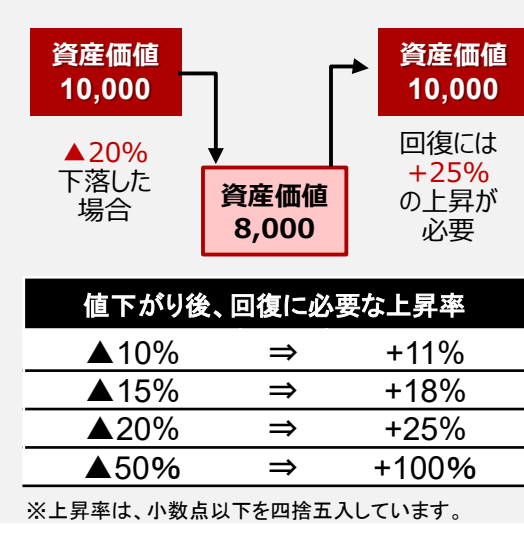 資産価値
10,000
▲20%
下落した
場合
資産価値
8,000
資産価値
10,000
回復には
+25%
の上昇が
必要
値下がり後、回復に必要な上昇率
▲10% ⇒ +11%
▲15% ⇒ +18%
▲20% ⇒ +25%
▲50% ⇒ +100%
※上昇率は、小数点以下を四捨五入しています。